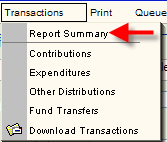 Transactions Print Queue
Report Summary
Contributions
Expenditures
Other Distributions
Fund Transfers
Download Transactions